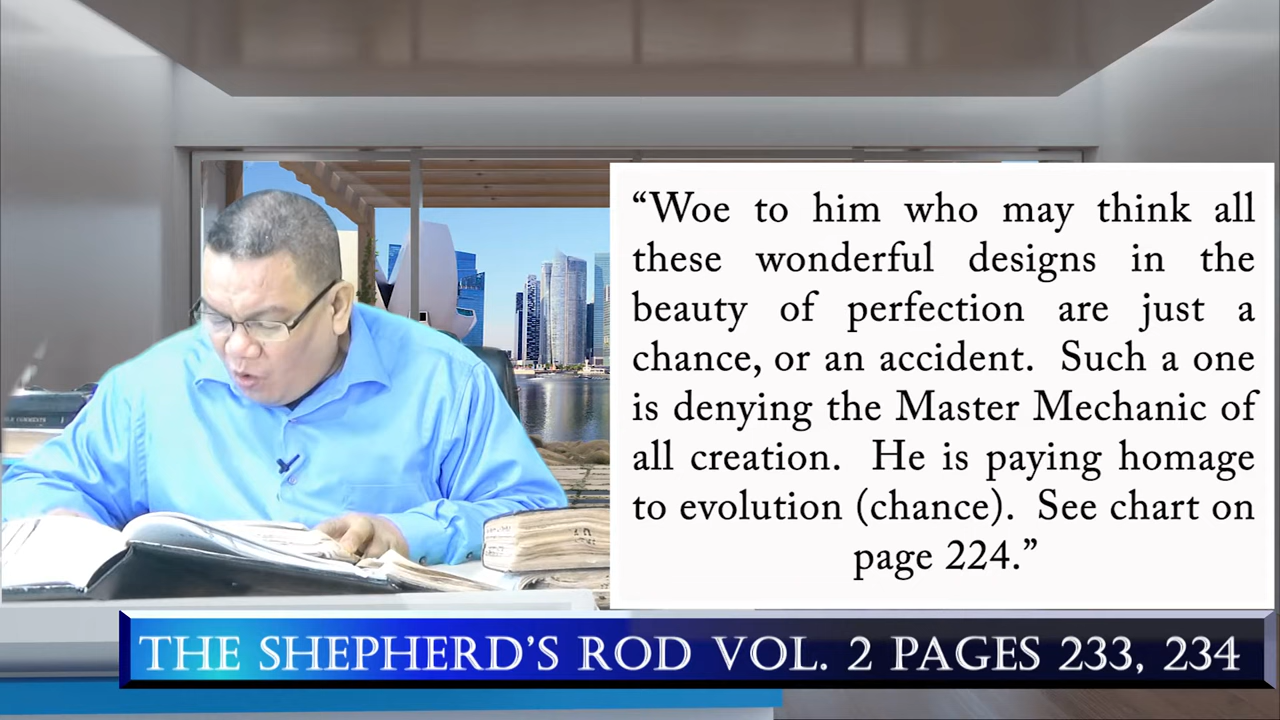 “Woe to him who may think all
these wonderful designs in the
beauty of perfection are just a
chance, or an accident.  Such a one
is denying the Master Mechanic of
all creation.  He is paying homage
to evolution (chance).  See chart on
page 224.”
THE SHEPHERD’S ROD VOL. 2 PAGES 233, 234